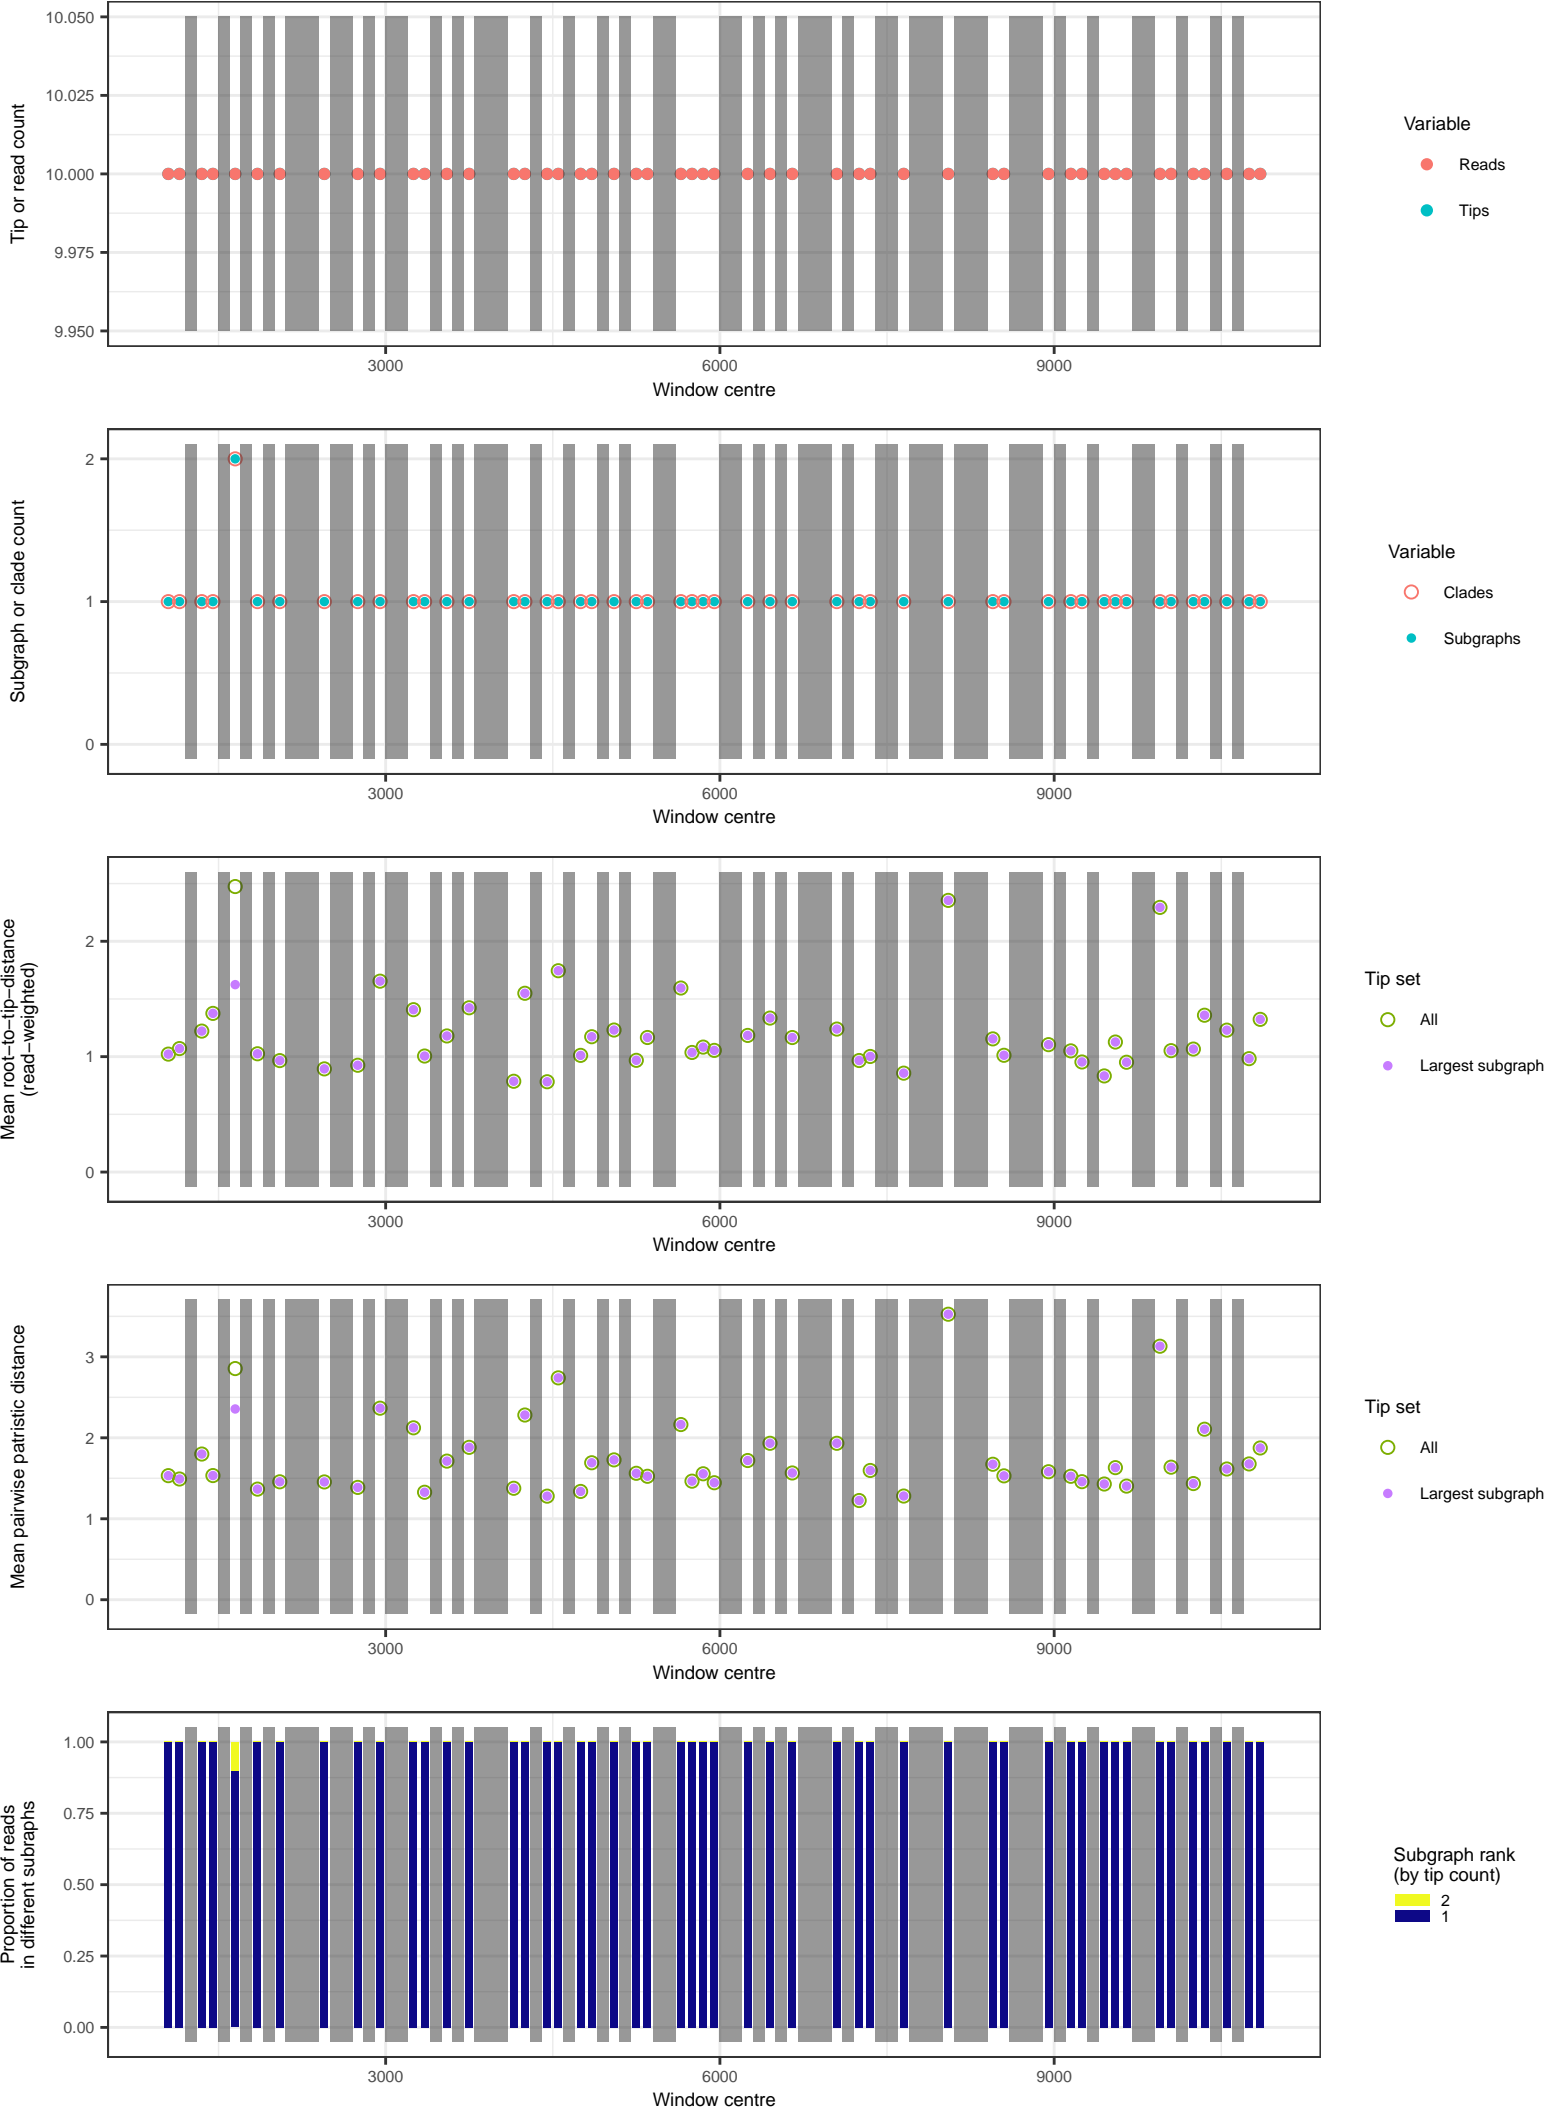 10.050
10.025
10.000
9.975
9.950
Tip or read count
3000
6000
9000
Window centre
Variable
Reads
Tips
2
1
0
Subgraph or clade count
3000
6000
9000
Window centre
Variable
Clades
Subgraphs
2
1
0
Mean root−to−tip−distance
(read−weighted)
3000
6000
9000
Window centre
Tip set
All
Largest subgraph
3
2
1
0
Mean pairwise patristic distance
3000
6000
9000
Window centre
Tip set
All
Largest subgraph
1.00
0.75
0.50
0.25
0.00
Proportion of reads
in different subraphs
3000
6000
9000
Window centre
Subgraph rank
(by tip count)
2
1